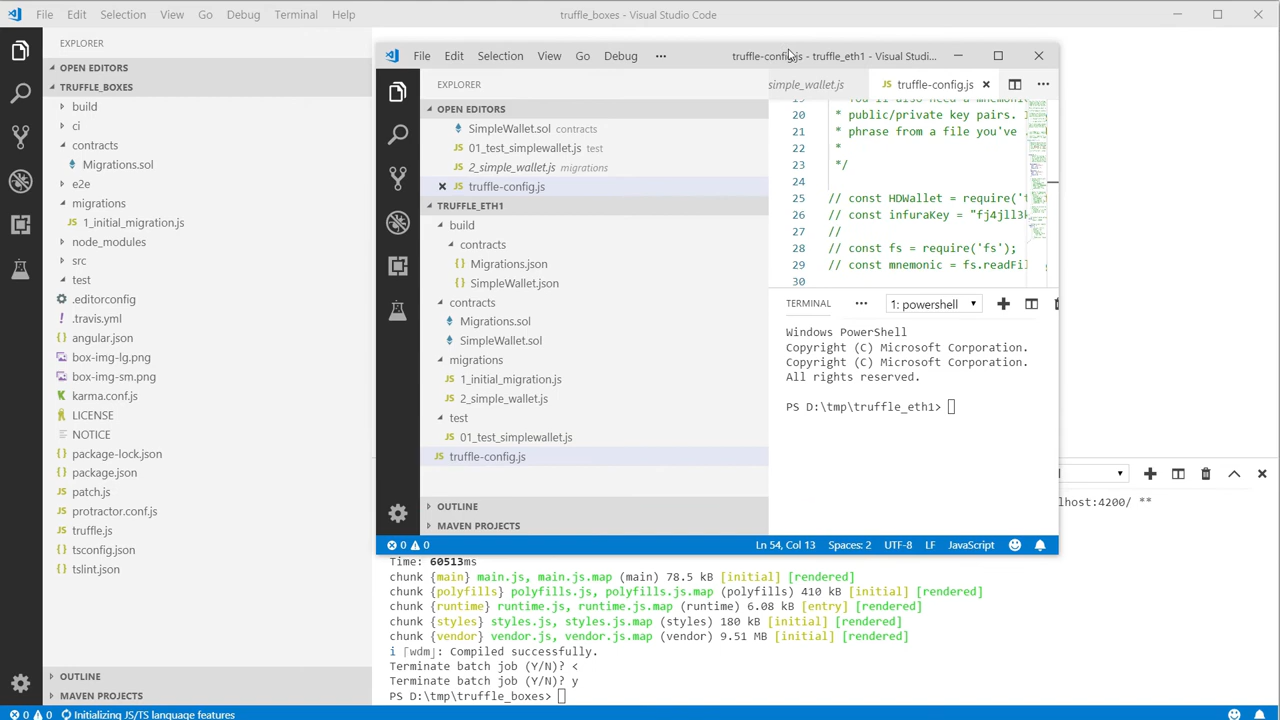 File Edit Selection View Go Debug Terminal Help
truffle_boxes - Visual Studio Code
EXPLORER
OPEN EDITORS
TRUFFLE_BOXES
build
ci
contracts
Migrations.sol
e2e
migrations
1_initial_migration.js
node_modules
src
test
.editorconfig
.travis.yml
angular.json
box-img-lg.png
box-img-sm.png
karma.conf.js
LICENSE
NOTICE
package-lock.json
package.json
patch.js
protractor.conf.js
truffle.js
tsconfig.json
tslint.json
OUTLINE
MAVEN PROJECTS
0 0 Initializing JS/TS language features
File Edit Selection View Go Debug ...
truffle-config.js - truffle_eth1 - Visual Studi...
EXPLORER
OPEN EDITORS
SimpleWallet.sol contracts
01_test_simplewallet.js test
2_simple_wallet.js migrations
truffle-config.js
TRUFFLE_ETH1
build
contracts
Migrations.json
SimpleWallet.json
contracts
Migrations.sol
SimpleWallet.sol
migrations
1_initial_migration.js
2_simple_wallet.js
test
01_test_simplewallet.js
truffle-config.js
OUTLINE
MAVEN PROJECTS
simple_wallet.js
truffle-config.js
19 * You'll also need a mnemonic
20 * public/private key pairs.
21 * phrase from a file you've
22 *
23 */
24
25 // const HDWallet = require('t
26 // const infuraKey = "fj4jll3k
27 //
28 // const fs = require('fs');
29 // const mnemonic = fs.readFil
30
TERMINAL ... 1: powershell
Windows PowerShell
Copyright (C) Microsoft Corporation.
Copyright (C) Microsoft Corporation.
All rights reserved.
PS D:\tmp\truffle_eth1>
0 0 Ln 54, Col 13 Spaces: 2 UTF-8 LF JavaScript
lhost:4200/ **
Time: 60513ms
chunk {main} main.js, main.js.map (main) 78.5 kB [initial] [rendered]
chunk {polyfills} polyfills.js, polyfills.js.map (polyfills) 410 kB [initial] [rendered]
chunk {runtime} runtime.js, runtime.js.map (runtime) 6.08 kB [entry] [rendered]
chunk {styles} styles.js, styles.js.map (styles) 180 kB [initial] [rendered]
chunk {vendor} vendor.js, vendor.js.map (vendor) 9.51 MB [initial] [rendered]
i ｢wdm｣: Compiled successfully.
Terminate batch job (Y/N)? <
Terminate batch job (Y/N)? y
PS D:\tmp\truffle_boxes>